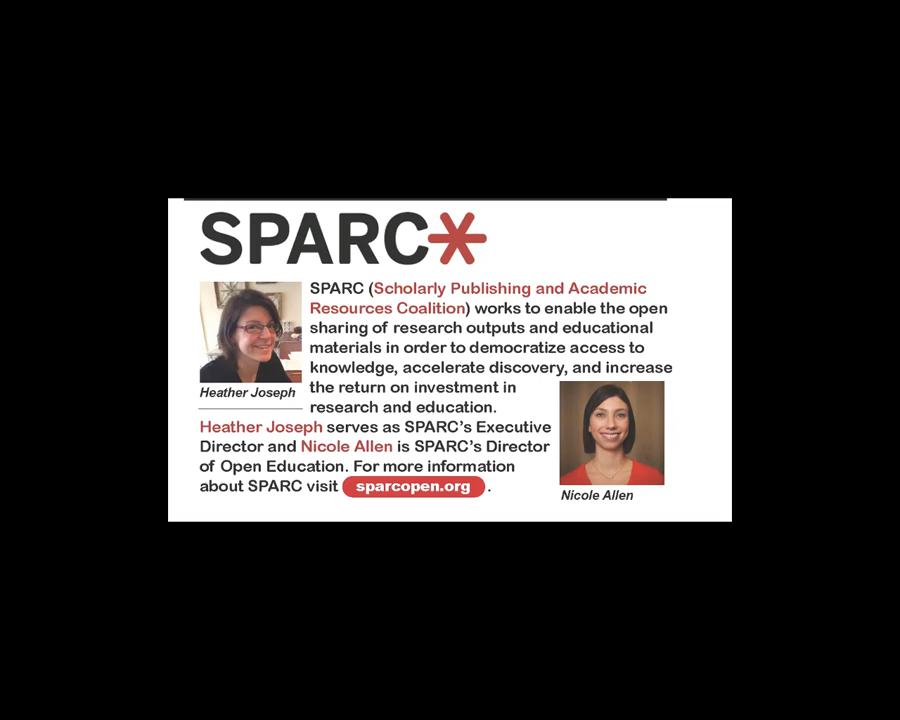 SPARC*
SPARC (Scholarly Publishing and Academic
Resources Coalition) works to enable the open
sharing of research outputs and educational
materials in order to democratize access to
knowledge, accelerate discovery, and increase
the return on investment in
research and education.
Heather Joseph
Heather Joseph serves as SPARC's Executive
Director and Nicole Allen is SPARC's Director
of Open Education. For more information
about SPARC visit sparcopen.org.
Nicole Allen